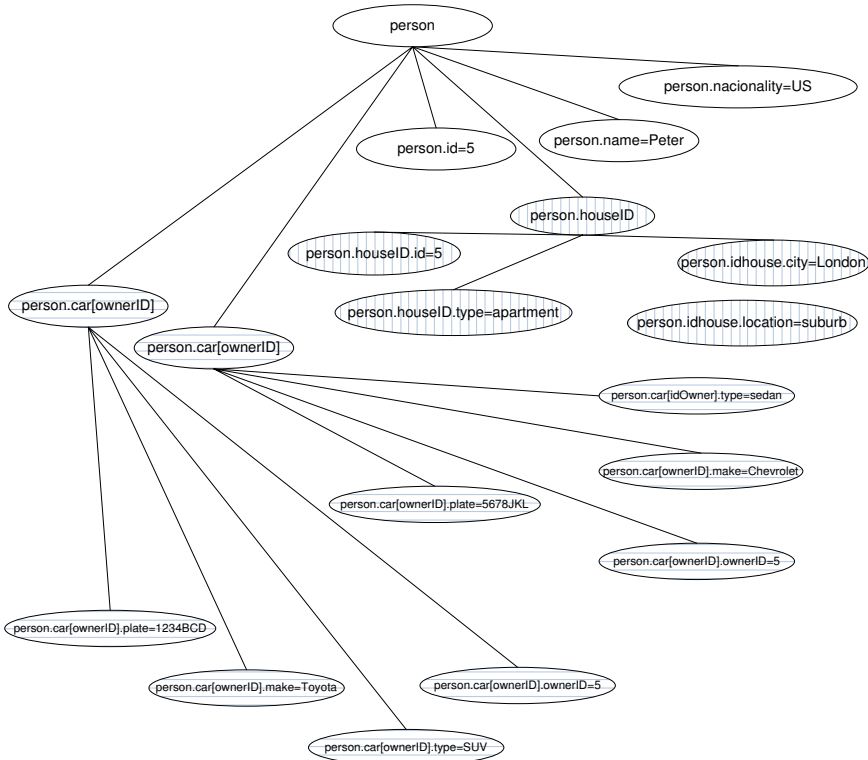 person
person.nacionality=US
person.name=Peter
person.id=5
person.houseID
person.houseID.id=5
person.idhouse.city=London
person.car[ownerID]
person.houseID.type=apartment
person.idhouse.location=suburb
person.car[ownerID]
person.car[idOwner].type=sedan
person.car[ownerID].make=Chevrolet
person.car[ownerID].plate=5678JKL
person.car[ownerID].ownerID=5
person.car[ownerID].plate=1234BCD
person.car[ownerID].make=Toyota
person.car[ownerID].ownerID=5
person.car[ownerID].type=SUV